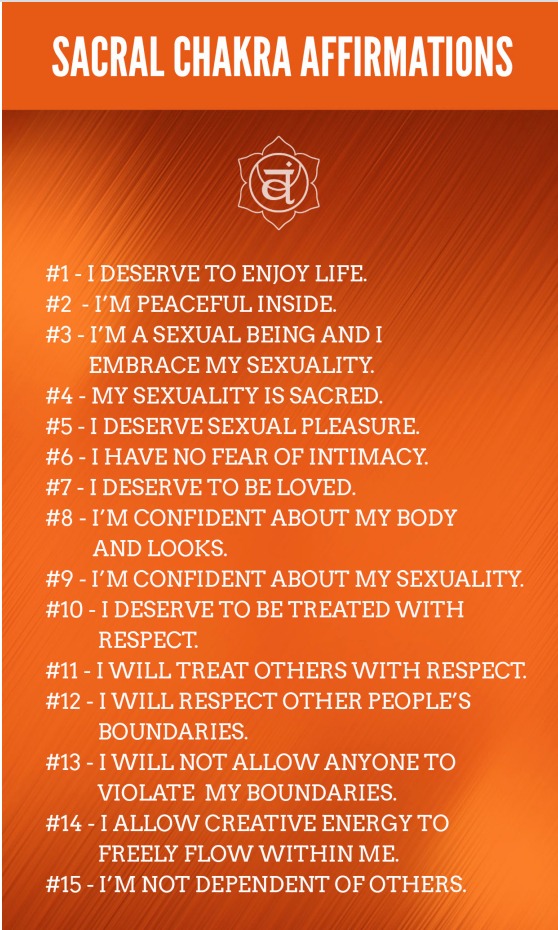 SACRAL CHAKRA AFFIRMATIONS
वं
#1 - I DESERVE TO ENJOY LIFE.
#2 - I'M PEACEFUL INSIDE.
#3 - I'M A SEXUAL BEING AND I
EMBRACE MY SEXUALITY.
#4 - MY SEXUALITY IS SACRED.
#5 - I DESERVE SEXUAL PLEASURE.
#6 - I HAVE NO FEAR OF INTIMACY.
#7 - I DESERVE TO BE LOVED.
#8 - I'M CONFIDENT ABOUT MY BODY
AND LOOKS.
#9 - I'M CONFIDENT ABOUT MY SEXUALITY.
#10 - I DESERVE TO BE TREATED WITH
RESPECT.
#11 - I WILL TREAT OTHERS WITH RESPECT.
#12 - I WILL RESPECT OTHER PEOPLE'S
BOUNDARIES.
#13 - I WILL NOT ALLOW ANYONE TO
VIOLATE MY BOUNDARIES.
#14 - I ALLOW CREATIVE ENERGY TO
FREELY FLOW WITHIN ME.
#15 - I'M NOT DEPENDENT OF OTHERS.